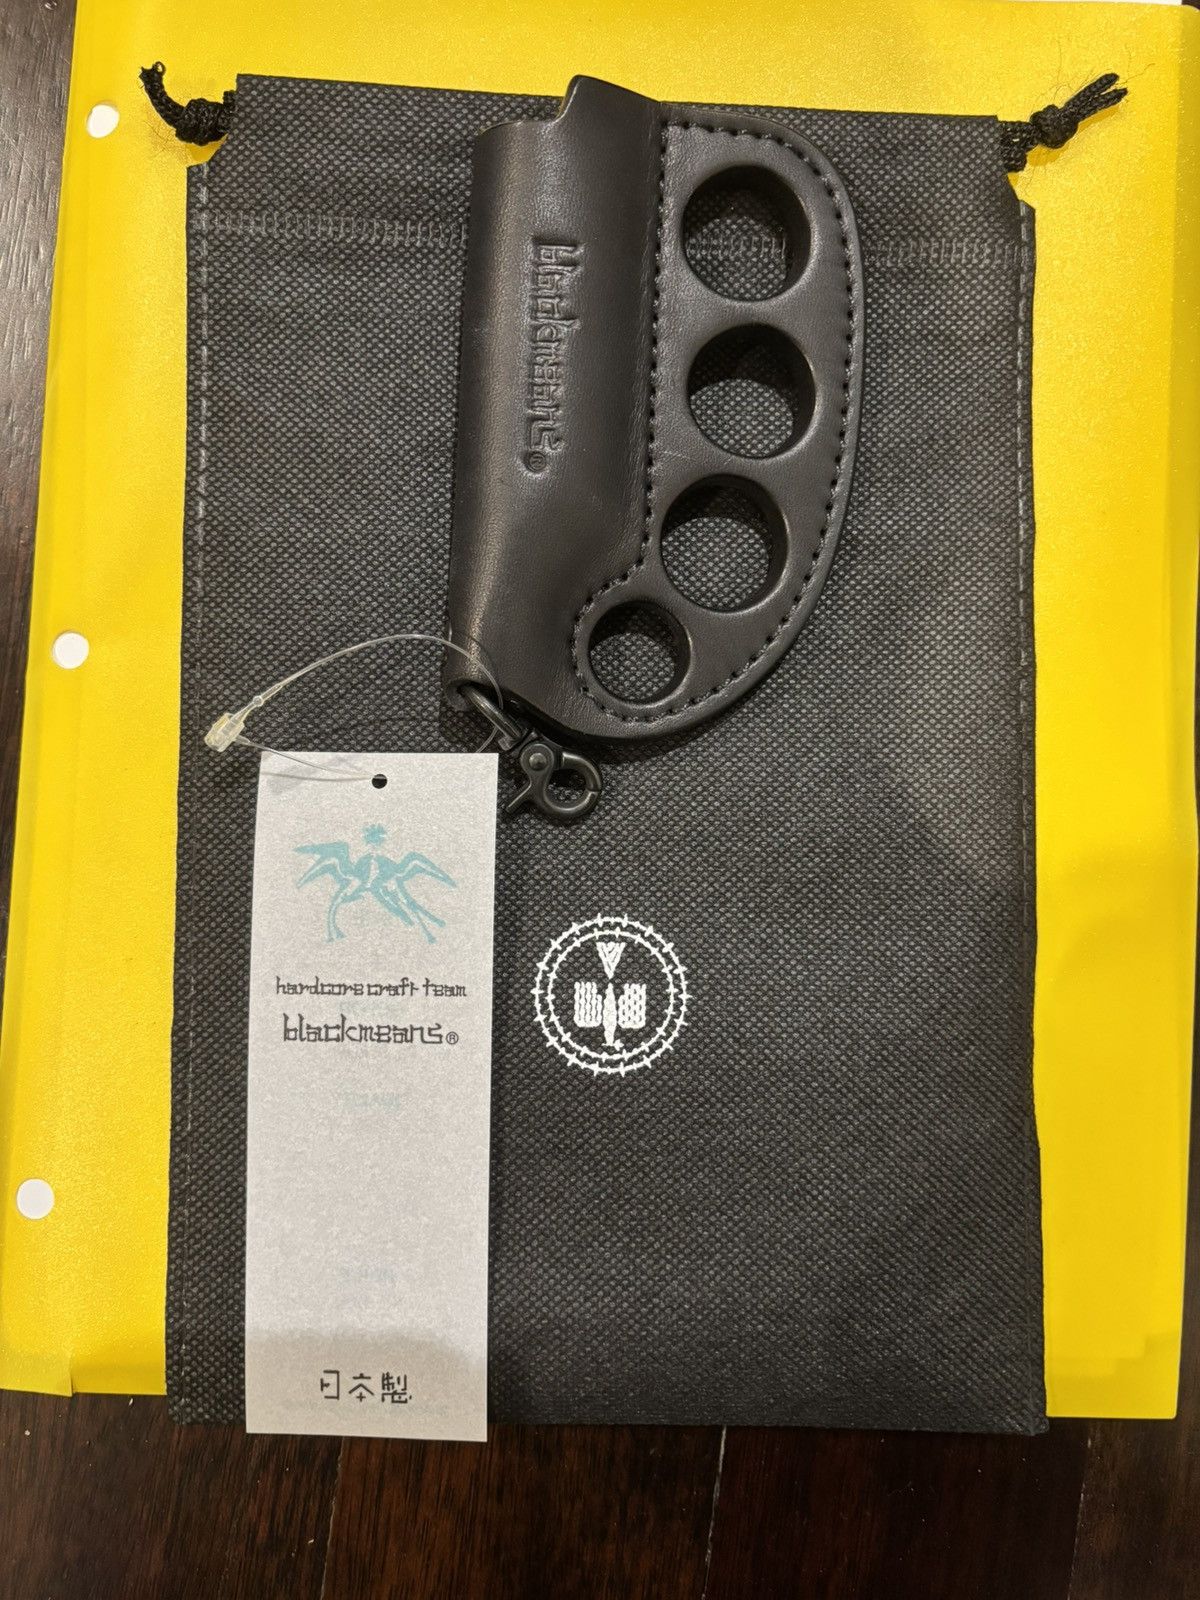 blackmeans®
hardcore craft team
blackmeans®
日本製